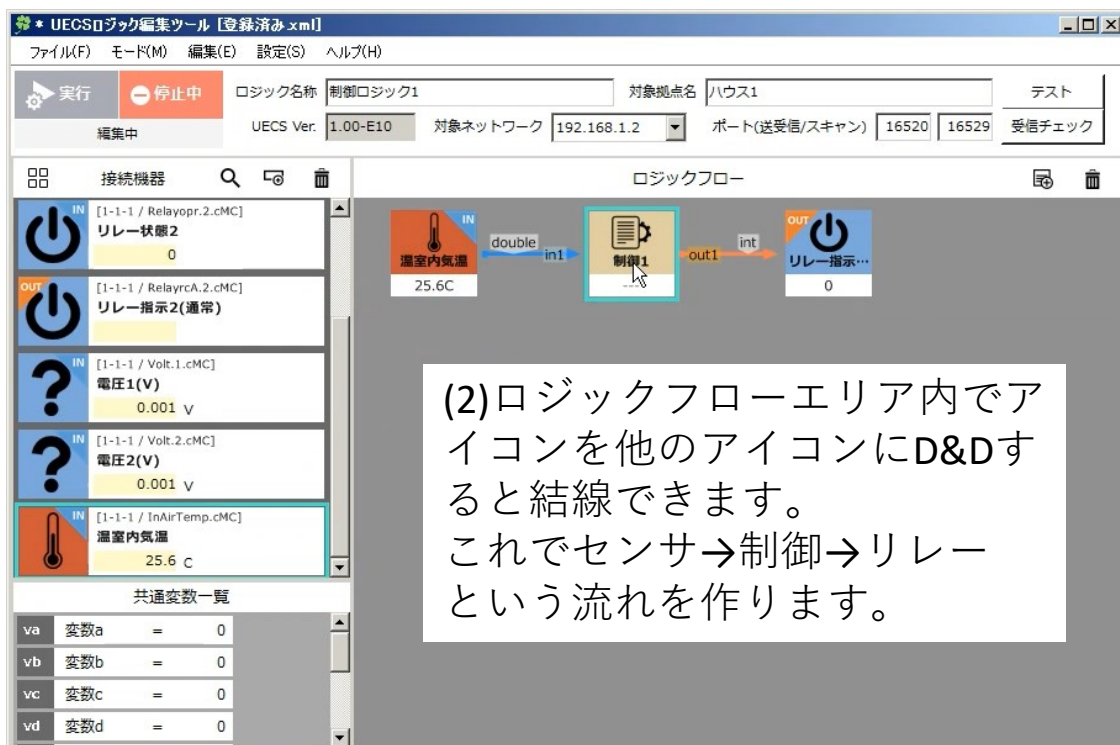 * UECSロジック編集ツール [登録済み.xml]
ファイル(F) モード(M) 編集(E) 設定(S) ヘルプ(H)
実行 停止中 ロジック名称 制御ロジック1 対象拠点名 ハウス1 テスト
編集中 UECS Ver. 1.00-E10 対象ネットワーク 192.168.1.2 ポート(送受信/スキャン) 16520 16529 受信チェック
接続機器
IN [1-1-1 / Relayopr.2.cMC]
リレー状態2
0
OUT [1-1-1 / RelayrcA.2.cMC]
リレー指示2(通常)
IN [1-1-1 / Volt.1.cMC]
電圧1(V)
0.001 V
IN [1-1-1 / Volt.2.cMC]
電圧2(V)
0.001 V
IN [1-1-1 / InAirTemp.cMC]
温室内気温
25.6 C
共通変数一覧
va 変数a = 0
vb 変数b = 0
vc 変数c = 0
vd 変数d = 0
ロジックフロー
IN OUT
double in1 out1 int
温室内気温 制御1 リレー指示…
25.6C ---- 0
(2)ロジックフローエリア内でア
イコンを他のアイコンにD&Dす
ると結線できます。
これでセンサ→制御→リレー
という流れを作ります。